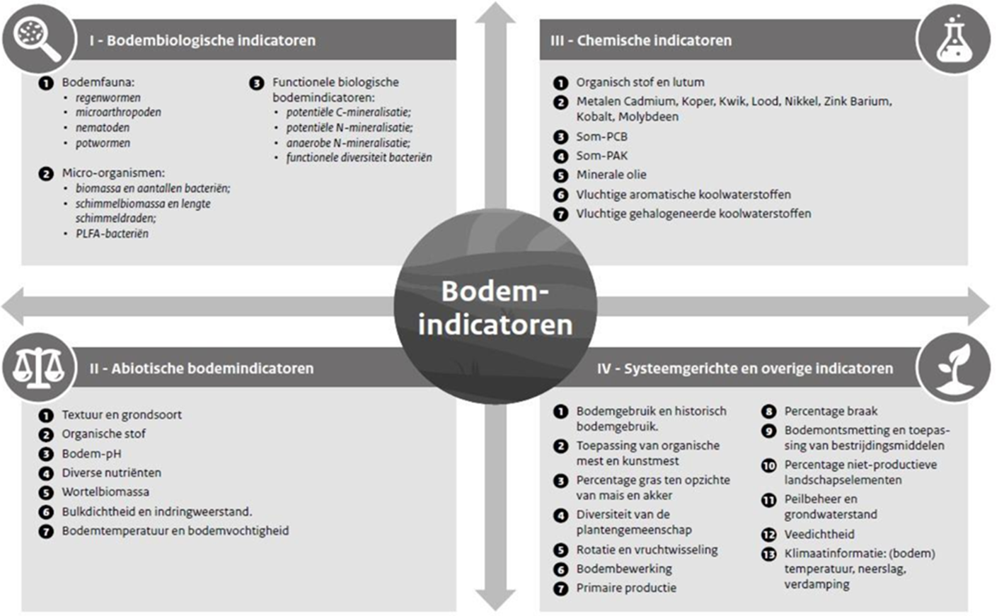 I - Bodembiologische indicatoren
1 Bodemfauna:
• regenwormen
• microarthropoden
• nematoden
• potwormen
2 Micro-organismen:
• biomassa en aantallen bacteriën;
• schimmelbiomassa en lengte
schimmeldraden;
• PLFA-bacteriën
3 Functionele biologische
bodemindicatoren:
• potentiële C-mineralisatie;
• potentiële N-mineralisatie;
• anaerobe N-mineralisatie;
• functionele diversiteit bacteriën
III - Chemische indicatoren
1 Organisch stof en lutum
2 Metalen Cadmium, Koper, Kwik, Lood, Nikkel, Zink Barium,
Kobalt, Molybdeen
3 Som-PCB
4 Som-PAK
5 Minerale olie
6 Vluchtige aromatische koolwaterstoffen
7 Vluchtige gehalogeneerde koolwaterstoffen
Bodem-
indicatoren
II - Abiotische bodemindicatoren
1 Textuur en grondsoort
2 Organische stof
3 Bodem-pH
4 Diverse nutriënten
5 Wortelbiomassa
6 Bulkdichtheid en indringweerstand.
7 Bodemtemperatuur en bodemvochtigheid
IV - Systeemgerichte en overige indicatoren
1 Bodemgebruik en historisch
bodemgebruik.
2 Toepassing van organische
mest en kunstmest
3 Percentage gras ten opzichte
van mais en akker
4 Diversiteit van de
plantengemeenschap
5 Rotatie en vruchtwisseling
6 Bodembewerking
7 Primaire productie
8 Percentage braak
9 Bodemontsmetting en toepas-
sing van bestrijdingsmiddelen
10 Percentage niet-productieve
landschapselementen
11 Peilbeheer en
grondwaterstand
12 Veedichtheid
13 Klimaatinformatie: (bodem)
temperatuur, neerslag,
verdamping